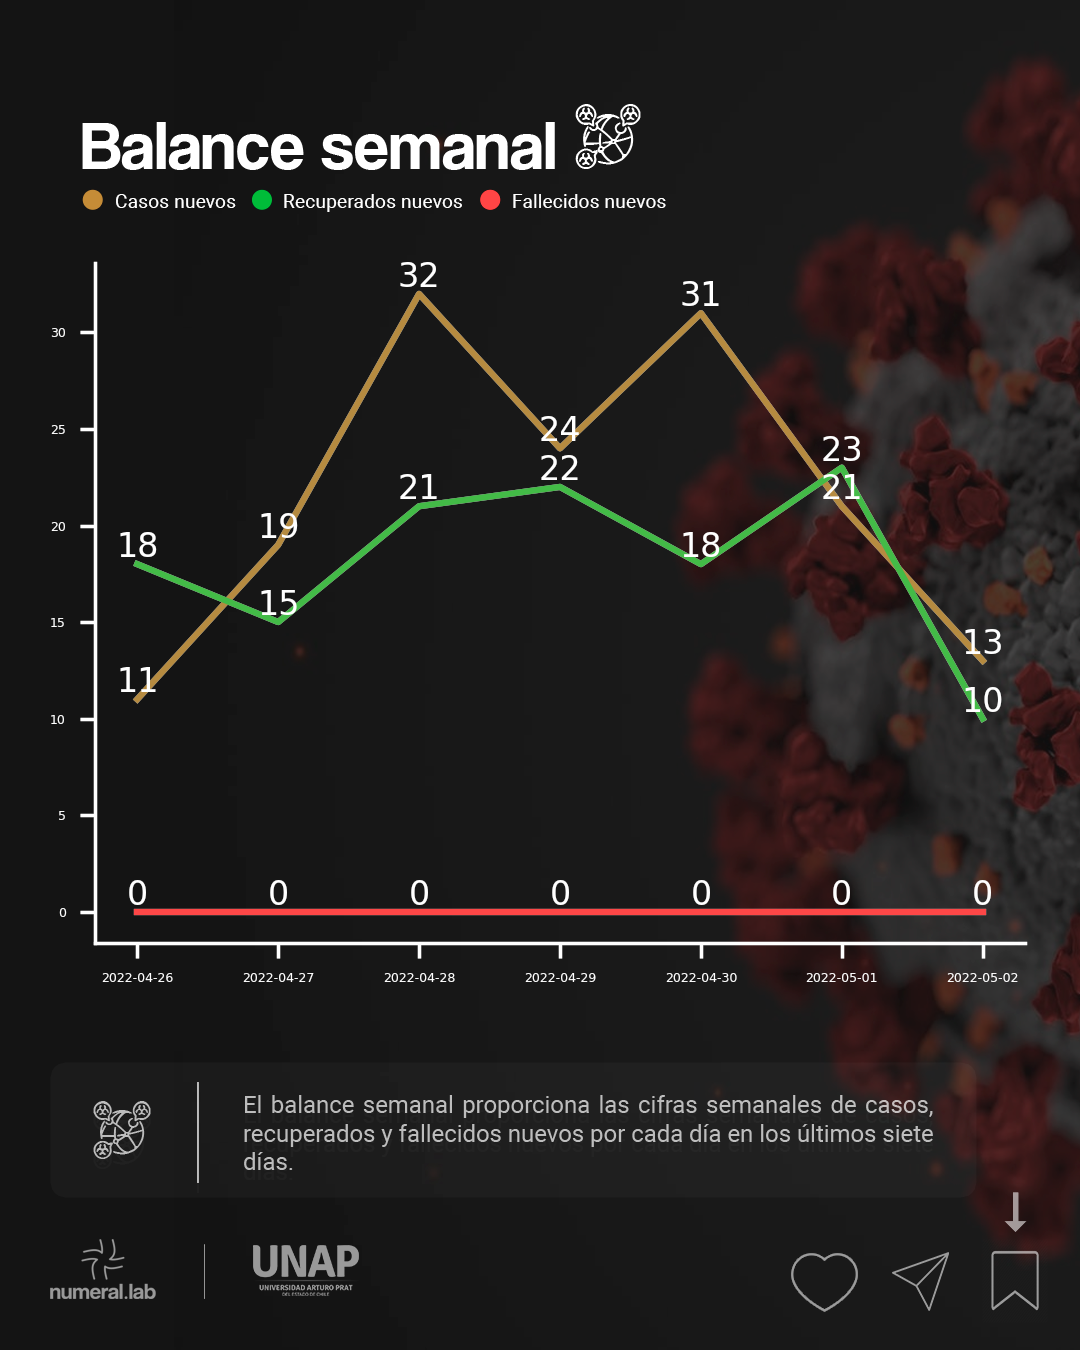 Balance semanal
Casos nuevos Recuperados nuevos Fallecidos nuevos
32
31
30
25
24
23
22
21
21
20
19
18
18
15
15
13
11
10
10
5
0 0 0 0 0 0 0
0
2022-04-26 2022-04-27 2022-04-28 2022-04-29 2022-04-30 2022-05-01 2022-05-02
El balance semanal proporciona las cifras semanales de casos,
recuperados y fallecidos nuevos por cada día en los últimos siete
días.
numeral.lab
UNAP
UNIVERSIDAD ARTURO PRAT
DEL ESTADO DE CHILE